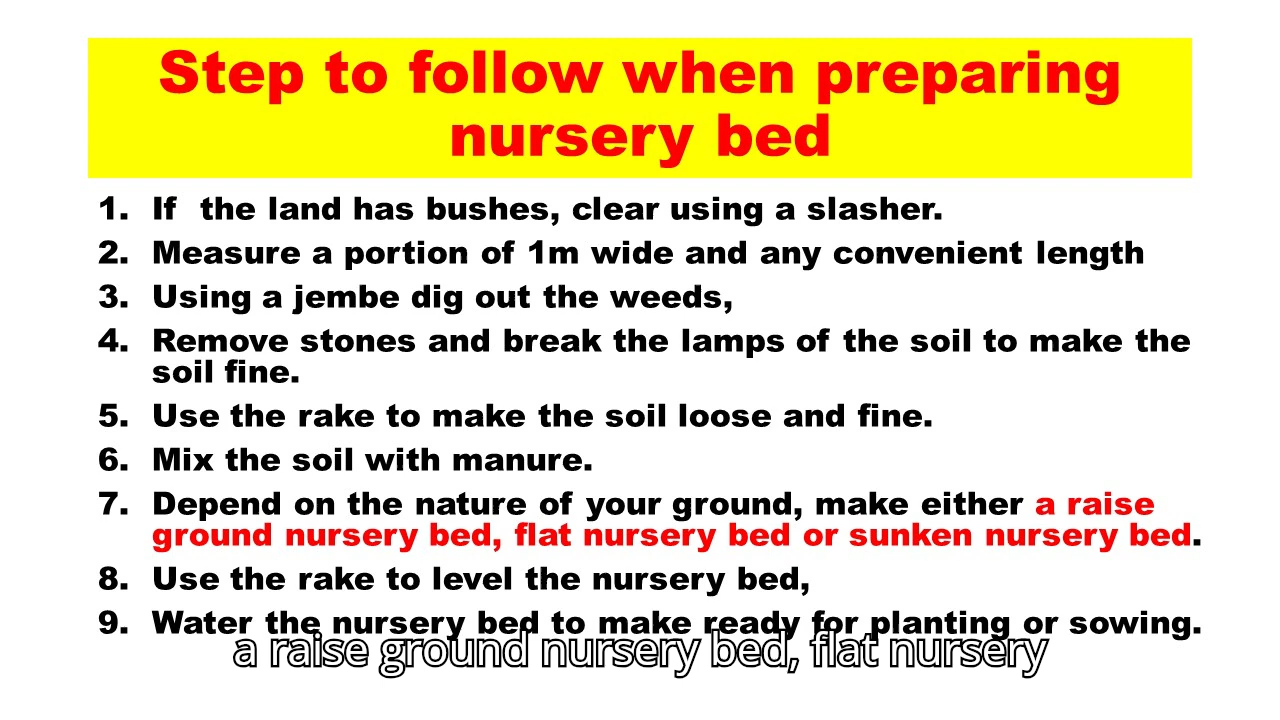 Step to follow when preparing
nursery bed
1. If the land has bushes, clear using a slasher.
2. Measure a portion of 1m wide and any convenient length
3. Using a jembe dig out the weeds,
4. Remove stones and break the lamps of the soil to make the
soil fine.
5. Use the rake to make the soil loose and fine.
6. Mix the soil with manure.
7. Depend on the nature of your ground, make either a raise
ground nursery bed, flat nursery bed or sunken nursery bed.
8. Use the rake to level the nursery bed,
9. Water the nursery bed to make ready for planting or sowing.
a raise ground nursery bed, flat nursery